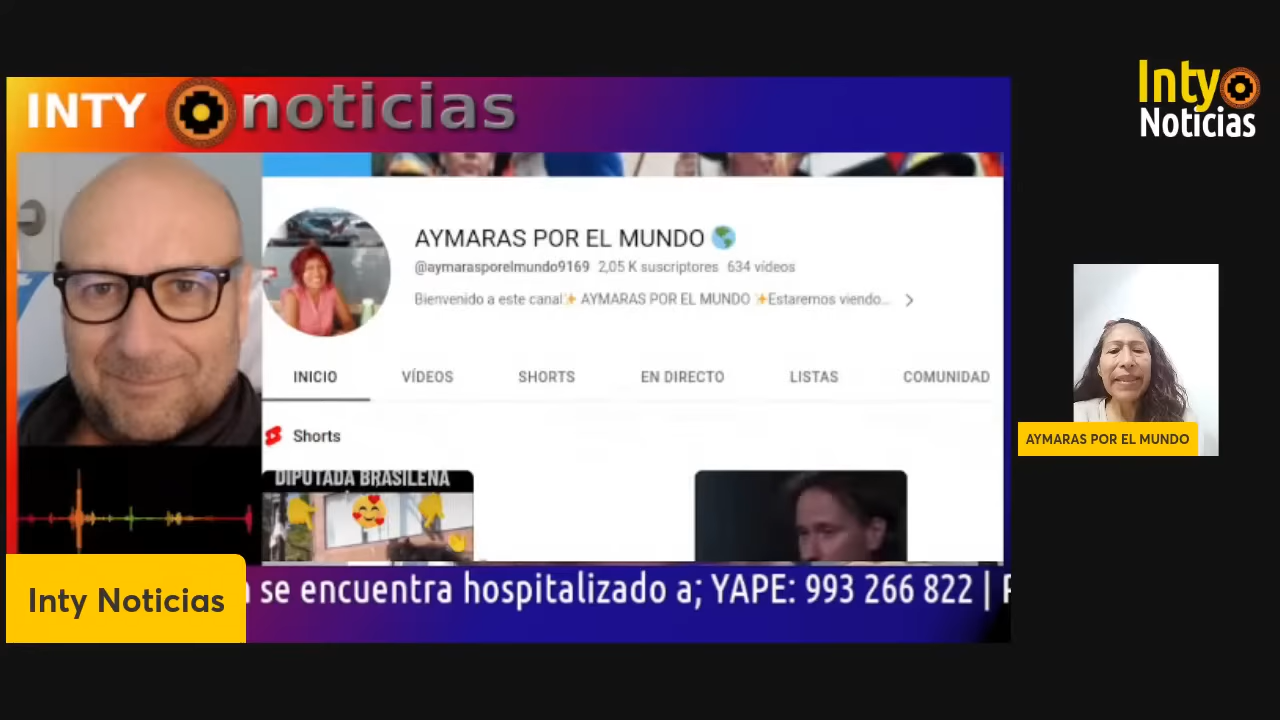 INTY noticias
Inty
Noticias
AYMARAS POR EL MUNDO
@aymarasporelmundo9169 2,05 K suscriptores 634 vídeos
Bienvenido a este canal✨ AYMARAS POR EL MUNDO ✨Estaremos viendo...
INICIO VÍDEOS SHORTS EN DIRECTO LISTAS COMUNIDAD
Shorts
DIPUTADA BRASILEÑA
AYMARAS POR EL MUNDO
Inty Noticias
se encuentra hospitalizado a; YAPE: 993 266 822 |